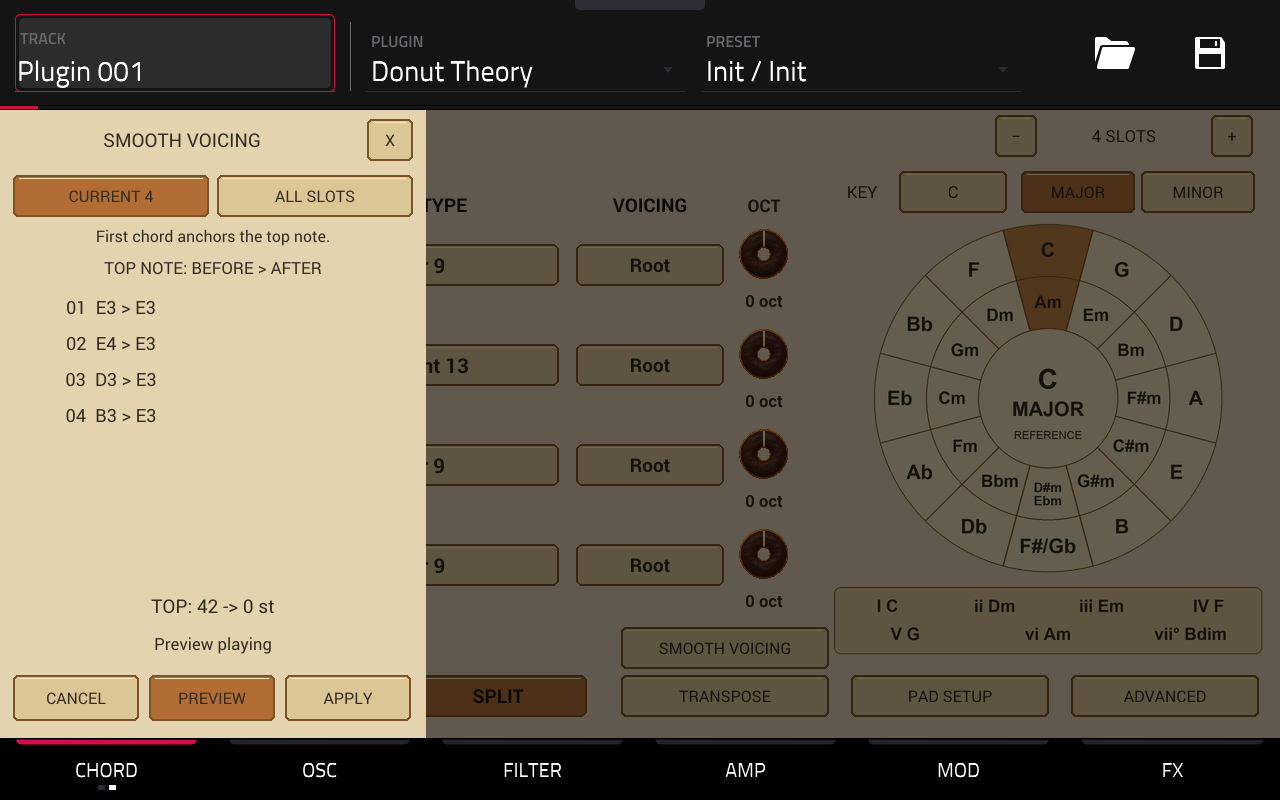 TRACK
Plugin 001
PLUGIN
Donut Theory
PRESET
Init / Init
SMOOTH VOICING
X
CURRENT 4
ALL SLOTS
First chord anchors the top note.
TOP NOTE: BEFORE > AFTER
01 E3 > E3
02 E4 > E3
03 D3 > E3
04 B3 > E3
TOP: 42 -> 0 st
Preview playing
CANCEL
PREVIEW
APPLY
TYPE
VOICING
OCT
9
Root
0 oct
13
Root
0 oct
9
Root
0 oct
9
Root
0 oct
SMOOTH VOICING
SPLIT
TRANSPOSE
PAD SETUP
ADVANCED
-
4 SLOTS
+
KEY
C
MAJOR
MINOR
C
G
D
A
E
B
F#/Gb
Db
Ab
Eb
Bb
F
Am
Em
Bm
F#m
C#m
G#m
D#m
Ebm
Bbm
Fm
Cm
Gm
Dm
C
MAJOR
REFERENCE
I C
ii Dm
iii Em
IV F
V G
vi Am
vii° Bdim
CHORD
OSC
FILTER
AMP
MOD
FX